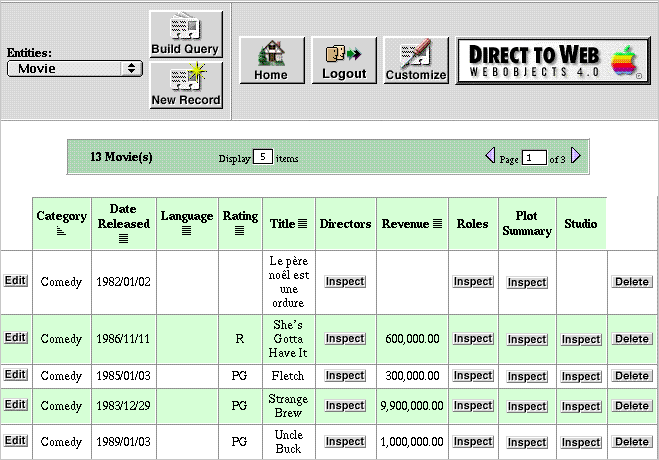 Entities:
Movie
Build Query
New Record
Home
Logout
Customize
DIRECT TO WEB
WEBOBJECTS 4.0
13 Movie(s) Display 5 items Page 1 of 3
Category Date Released Language Rating Title Directors Revenue Roles Plot Summary Studio
Edit Comedy 1982/01/02 Le père noêl est une ordure Inspect Inspect Inspect Delete
Edit Comedy 1986/11/11 R She's Gotta Have It Inspect 600,000.00 Inspect Inspect Inspect Delete
Edit Comedy 1985/01/03 PG Fletch Inspect 300,000.00 Inspect Inspect Inspect Delete
Edit Comedy 1983/12/29 PG Strange Brew Inspect 9,900,000.00 Inspect Inspect Inspect Delete
Edit Comedy 1989/01/03 PG Uncle Buck Inspect 1,000,000.00 Inspect Inspect Inspect Delete